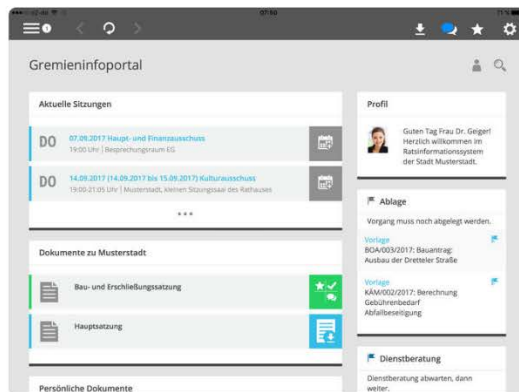 07:50
71 %
Gremieninfoportal
Aktuelle Sitzungen
DO
07.09.2017 Haupt- und Finanzausschuss
19:00 Uhr | Besprechungsraum EG
DO
14.09.2017 (14.09.2017 bis 15.09.2017) Kulturausschuss
19:00-21:05 Uhr | Musterstadt, kleinen Sitzungssaal des Rathauses
Dokumente zu Musterstadt
Bau- und Erschließungssatzung
Hauptsatzung
Persönliche Dokumente
Profil
Guten Tag Frau Dr. Geiger!
Herzlich willkommen im
Ratsinformationssystem
der Stadt Musterstadt.
Ablage
Vorgang muss noch abgelegt werden.
Vorlage
BOA/003/2017: Bauantrag:
Ausbau der Dretteler Straße
Vorlage
KÄM/002/2017: Berechnung
Gebührenbedarf
Abfallbeseitigung
Dienstberatung
Dienstberatung abwarten, dann
weiter.